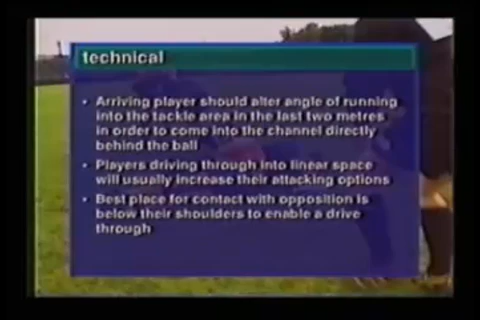 technical
• Arriving player should alter angle of running
into the tackle area in the last two metres
in order to come into the channel directly
behind the ball
• Players driving through into linear space
will usually increase their attacking options
• Best place for contact with opposition is
below their shoulders to enable a drive
through